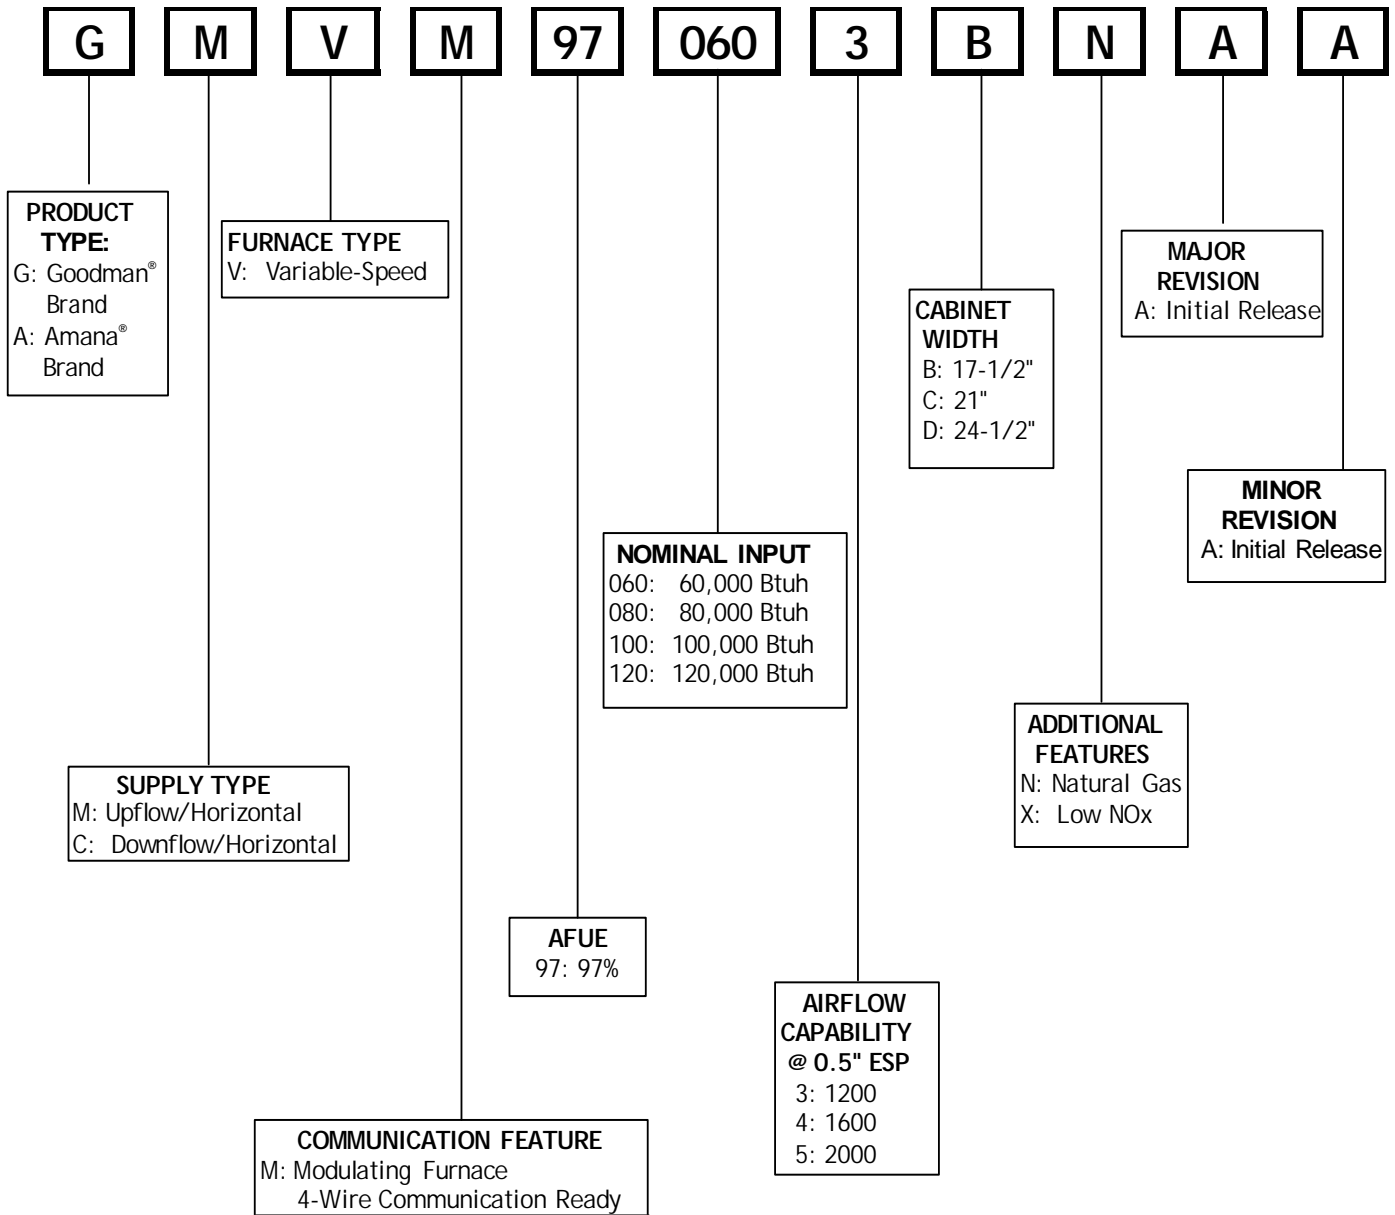 G M V M 97 060 3 B N A A
PRODUCT
TYPE:
G: Goodman®
Brand
A: Amana®
Brand
FURNACE TYPE
V: Variable-Speed
MAJOR
REVISION
A: Initial Release
CABINET
WIDTH
B: 17-1/2"
C: 21"
D: 24-1/2"
MINOR
REVISION
A: Initial Release
NOMINAL INPUT
060: 60,000 Btuh
080: 80,000 Btuh
100: 100,000 Btuh
120: 120,000 Btuh
ADDITIONAL
FEATURES
N: Natural Gas
X: Low NOx
SUPPLY TYPE
M: Upflow/Horizontal
C: Downflow/Horizontal
AFUE
97: 97%
AIRFLOW
CAPABILITY
@ 0.5" ESP
3: 1200
4: 1600
5: 2000
COMMUNICATION FEATURE
M: Modulating Furnace
4-Wire Communication Ready